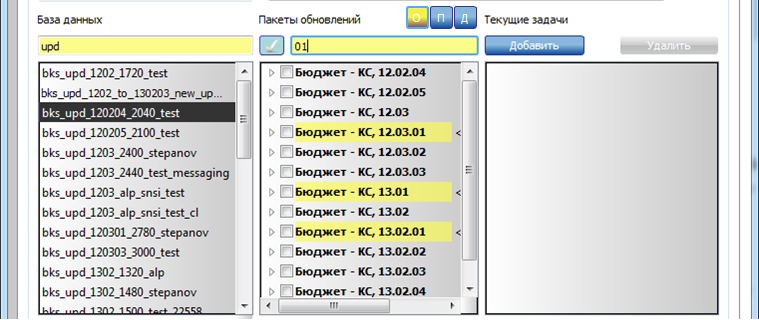 База данных
Пакеты обновлений
О П Д
Текущие задачи
upd
01
Добавить
Удалить
bks_upd_1202_1720_test
bks_upd_1202_to_130203_new_up...
bks_upd_120204_2040_test
bks_upd_120205_2100_test
bks_upd_1203_2400_stepanov
bks_upd_1203_2440_test_messaging
bks_upd_1203_alp_snsi_test
bks_upd_1203_alp_snsi_test_cl
bks_upd_120301_2780_stepanov
bks_upd_120303_3000_test
bks_upd_1302_1320_alp
bks_upd_1302_1480_stepanov
bks_upd_1302_1500_test_22558
Бюджет - КС, 12.02.04
Бюджет - КС, 12.02.05
Бюджет - КС, 12.03
Бюджет - КС, 12.03.01
Бюджет - КС, 12.03.02
Бюджет - КС, 12.03.03
Бюджет - КС, 13.01
Бюджет - КС, 13.02
Бюджет - КС, 13.02.01
Бюджет - КС, 13.02.02
Бюджет - КС, 13.02.03
Бюджет - КС, 13.02.04